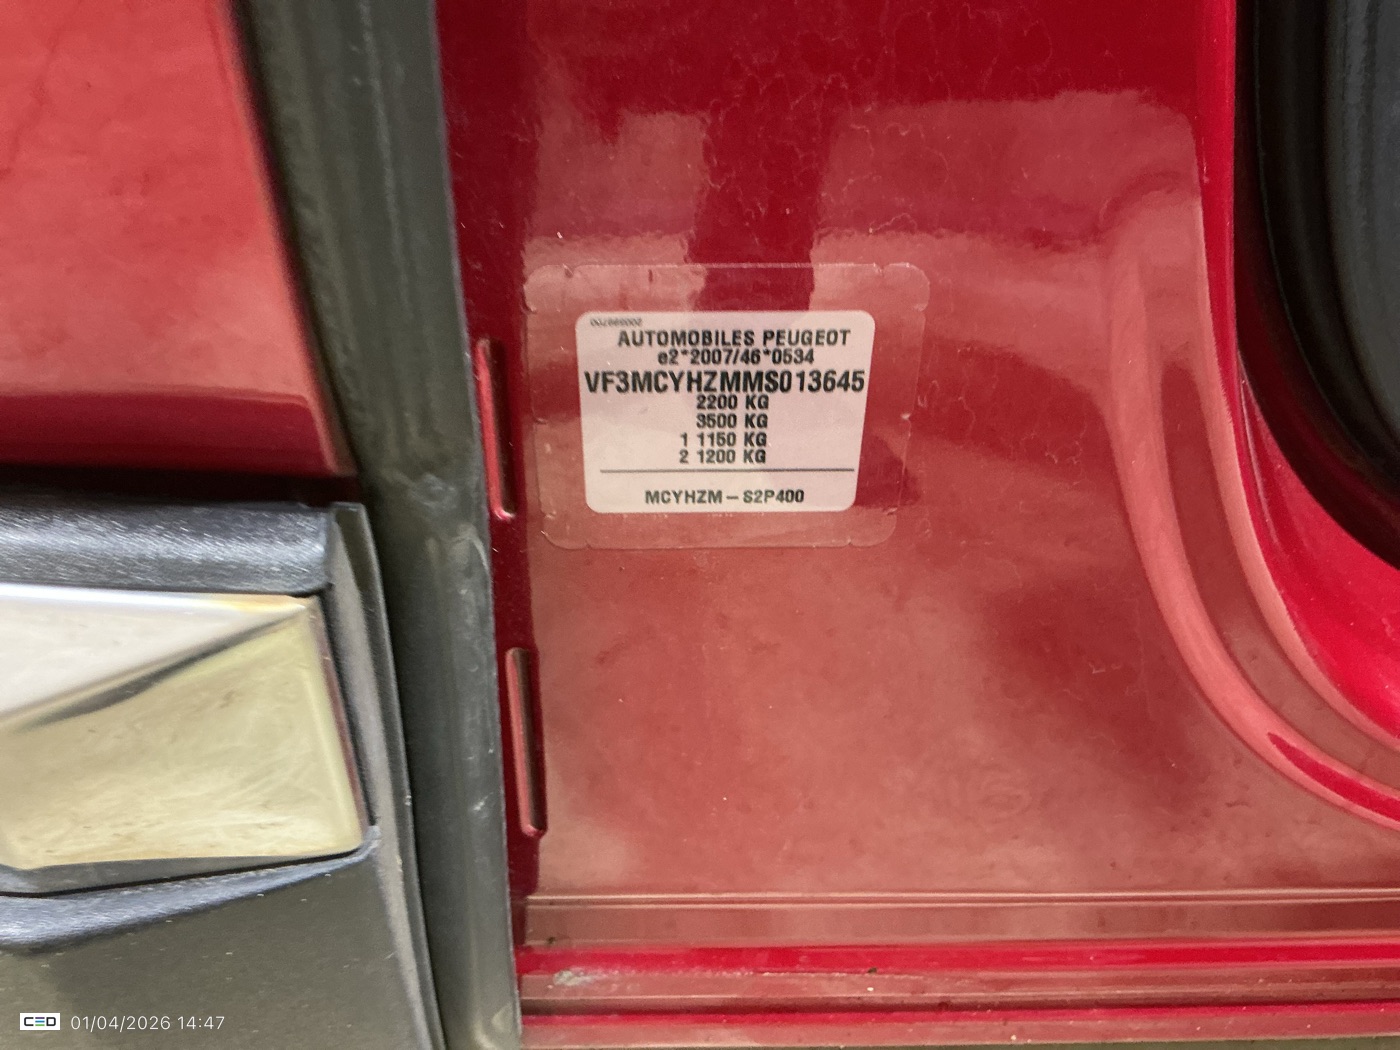 AUTOMOBILES PEUGEOT
e2*2007/46*0534
VF3MCYHZMMS013645
2200 KG
3500 KG
1 1150 KG
2 1200 KG
MCYHZM – S2P400
CED 01/04/2026 14:47